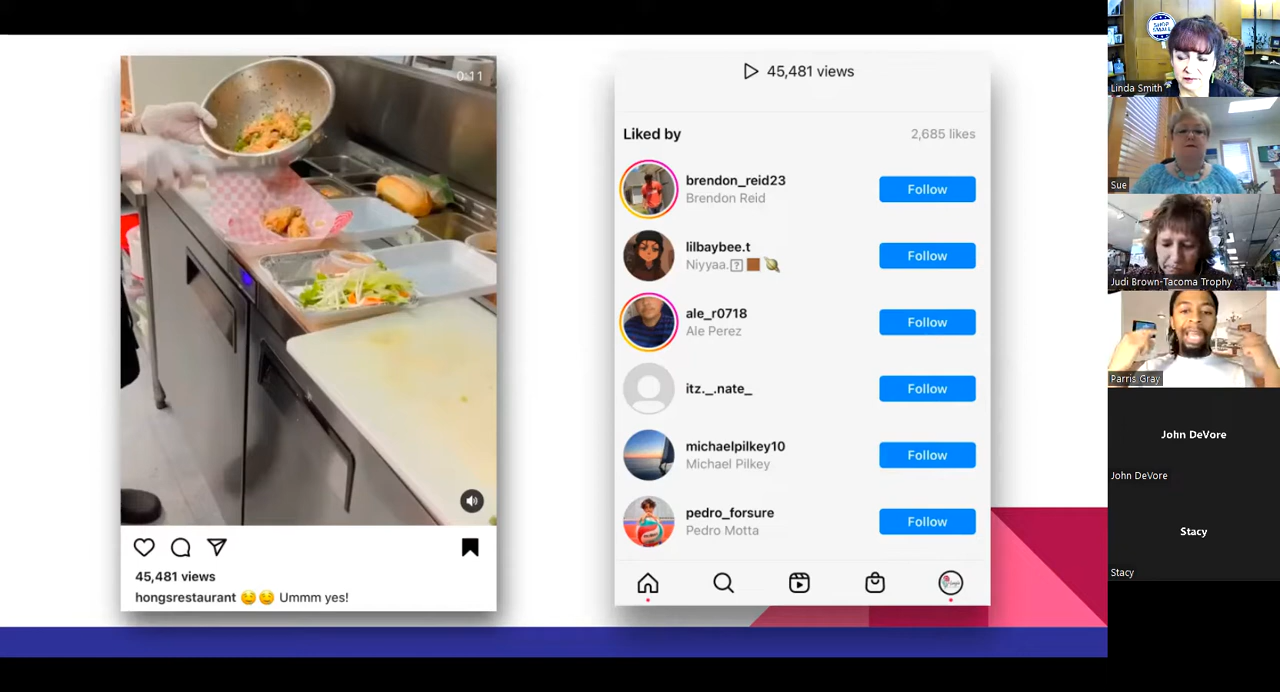 0:11
45,481 views
hongsrestaurant 😋😋 Ummm yes!
45,481 views
Liked by
2,685 likes
brendon_reid23
Brendon Reid
Follow
lilbaybee.t
Niyyaa.
Follow
ale_r0718
Ale Perez
Follow
itz._.nate_
Follow
michaelpilkey10
Michael Pilkey
Follow
pedro_forsure
Pedro Motta
Follow
SHOP
SMALL
Linda Smith
Sue
Judi Brown-Tacoma Trophy
Parris Gray
John DeVore
John DeVore
Stacy
Stacy